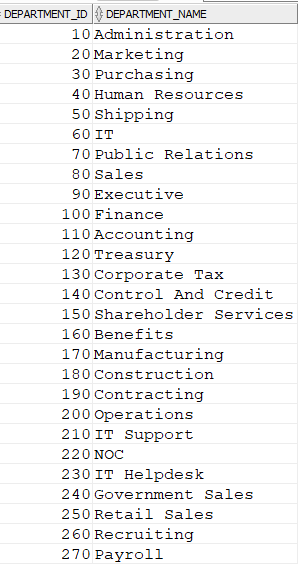 DEPARTMENT_ID DEPARTMENT_NAME
10 Administration
20 Marketing
30 Purchasing
40 Human Resources
50 Shipping
60 IT
70 Public Relations
80 Sales
90 Executive
100 Finance
110 Accounting
120 Treasury
130 Corporate Tax
140 Control And Credit
150 Shareholder Services
160 Benefits
170 Manufacturing
180 Construction
190 Contracting
200 Operations
210 IT Support
220 NOC
230 IT Helpdesk
240 Government Sales
250 Retail Sales
260 Recruiting
270 Payroll